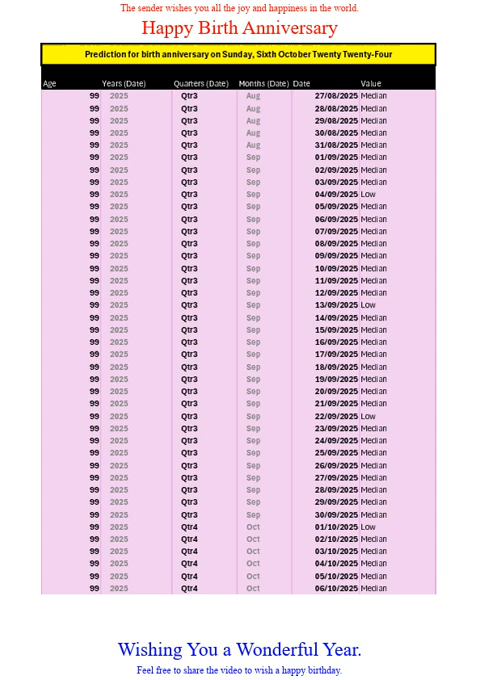 The sender wishes you all the joy and happiness in the world.
Happy Birth Anniversary
Prediction for birth anniversary on Sunday, Sixth October Twenty Twenty-Four
Age Years (Date) Quarters (Date) Months (Date) Date Value
99 2025 Qtr3 Aug 27/08/2025 Median
99 2025 Qtr3 Aug 28/08/2025 Median
99 2025 Qtr3 Aug 29/08/2025 Median
99 2025 Qtr3 Aug 30/08/2025 Median
99 2025 Qtr3 Aug 31/08/2025 Median
99 2025 Qtr3 Sep 01/09/2025 Median
99 2025 Qtr3 Sep 02/09/2025 Median
99 2025 Qtr3 Sep 03/09/2025 Median
99 2025 Qtr3 Sep 04/09/2025 Low
99 2025 Qtr3 Sep 05/09/2025 Median
99 2025 Qtr3 Sep 06/09/2025 Median
99 2025 Qtr3 Sep 07/09/2025 Median
99 2025 Qtr3 Sep 08/09/2025 Median
99 2025 Qtr3 Sep 09/09/2025 Median
99 2025 Qtr3 Sep 10/09/2025 Median
99 2025 Qtr3 Sep 11/09/2025 Median
99 2025 Qtr3 Sep 12/09/2025 Median
99 2025 Qtr3 Sep 13/09/2025 Low
99 2025 Qtr3 Sep 14/09/2025 Median
99 2025 Qtr3 Sep 15/09/2025 Median
99 2025 Qtr3 Sep 16/09/2025 Median
99 2025 Qtr3 Sep 17/09/2025 Median
99 2025 Qtr3 Sep 18/09/2025 Median
99 2025 Qtr3 Sep 19/09/2025 Median
99 2025 Qtr3 Sep 20/09/2025 Median
99 2025 Qtr3 Sep 21/09/2025 Median
99 2025 Qtr3 Sep 22/09/2025 Low
99 2025 Qtr3 Sep 23/09/2025 Median
99 2025 Qtr3 Sep 24/09/2025 Median
99 2025 Qtr3 Sep 25/09/2025 Median
99 2025 Qtr3 Sep 26/09/2025 Median
99 2025 Qtr3 Sep 27/09/2025 Median
99 2025 Qtr3 Sep 28/09/2025 Median
99 2025 Qtr3 Sep 29/09/2025 Median
99 2025 Qtr3 Sep 30/09/2025 Median
99 2025 Qtr4 Oct 01/10/2025 Low
99 2025 Qtr4 Oct 02/10/2025 Median
99 2025 Qtr4 Oct 03/10/2025 Median
99 2025 Qtr4 Oct 04/10/2025 Median
99 2025 Qtr4 Oct 05/10/2025 Median
99 2025 Qtr4 Oct 06/10/2025 Median
Wishing You a Wonderful Year.
Feel free to share the video to wish a happy birthday.